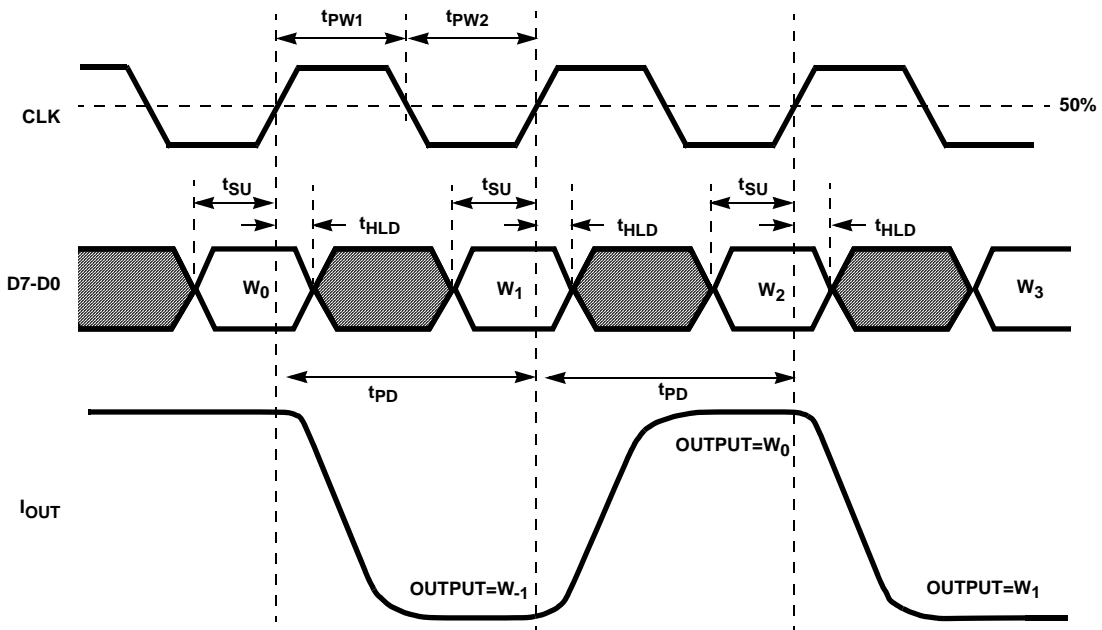 tPW1 tPW2
CLK 50%
tSU tSU tSU
tHLD tHLD tHLD
D7-D0 W0 W1 W2 W3
tPD tPD
OUTPUT=W0
IOUT
OUTPUT=W-1 OUTPUT=W1